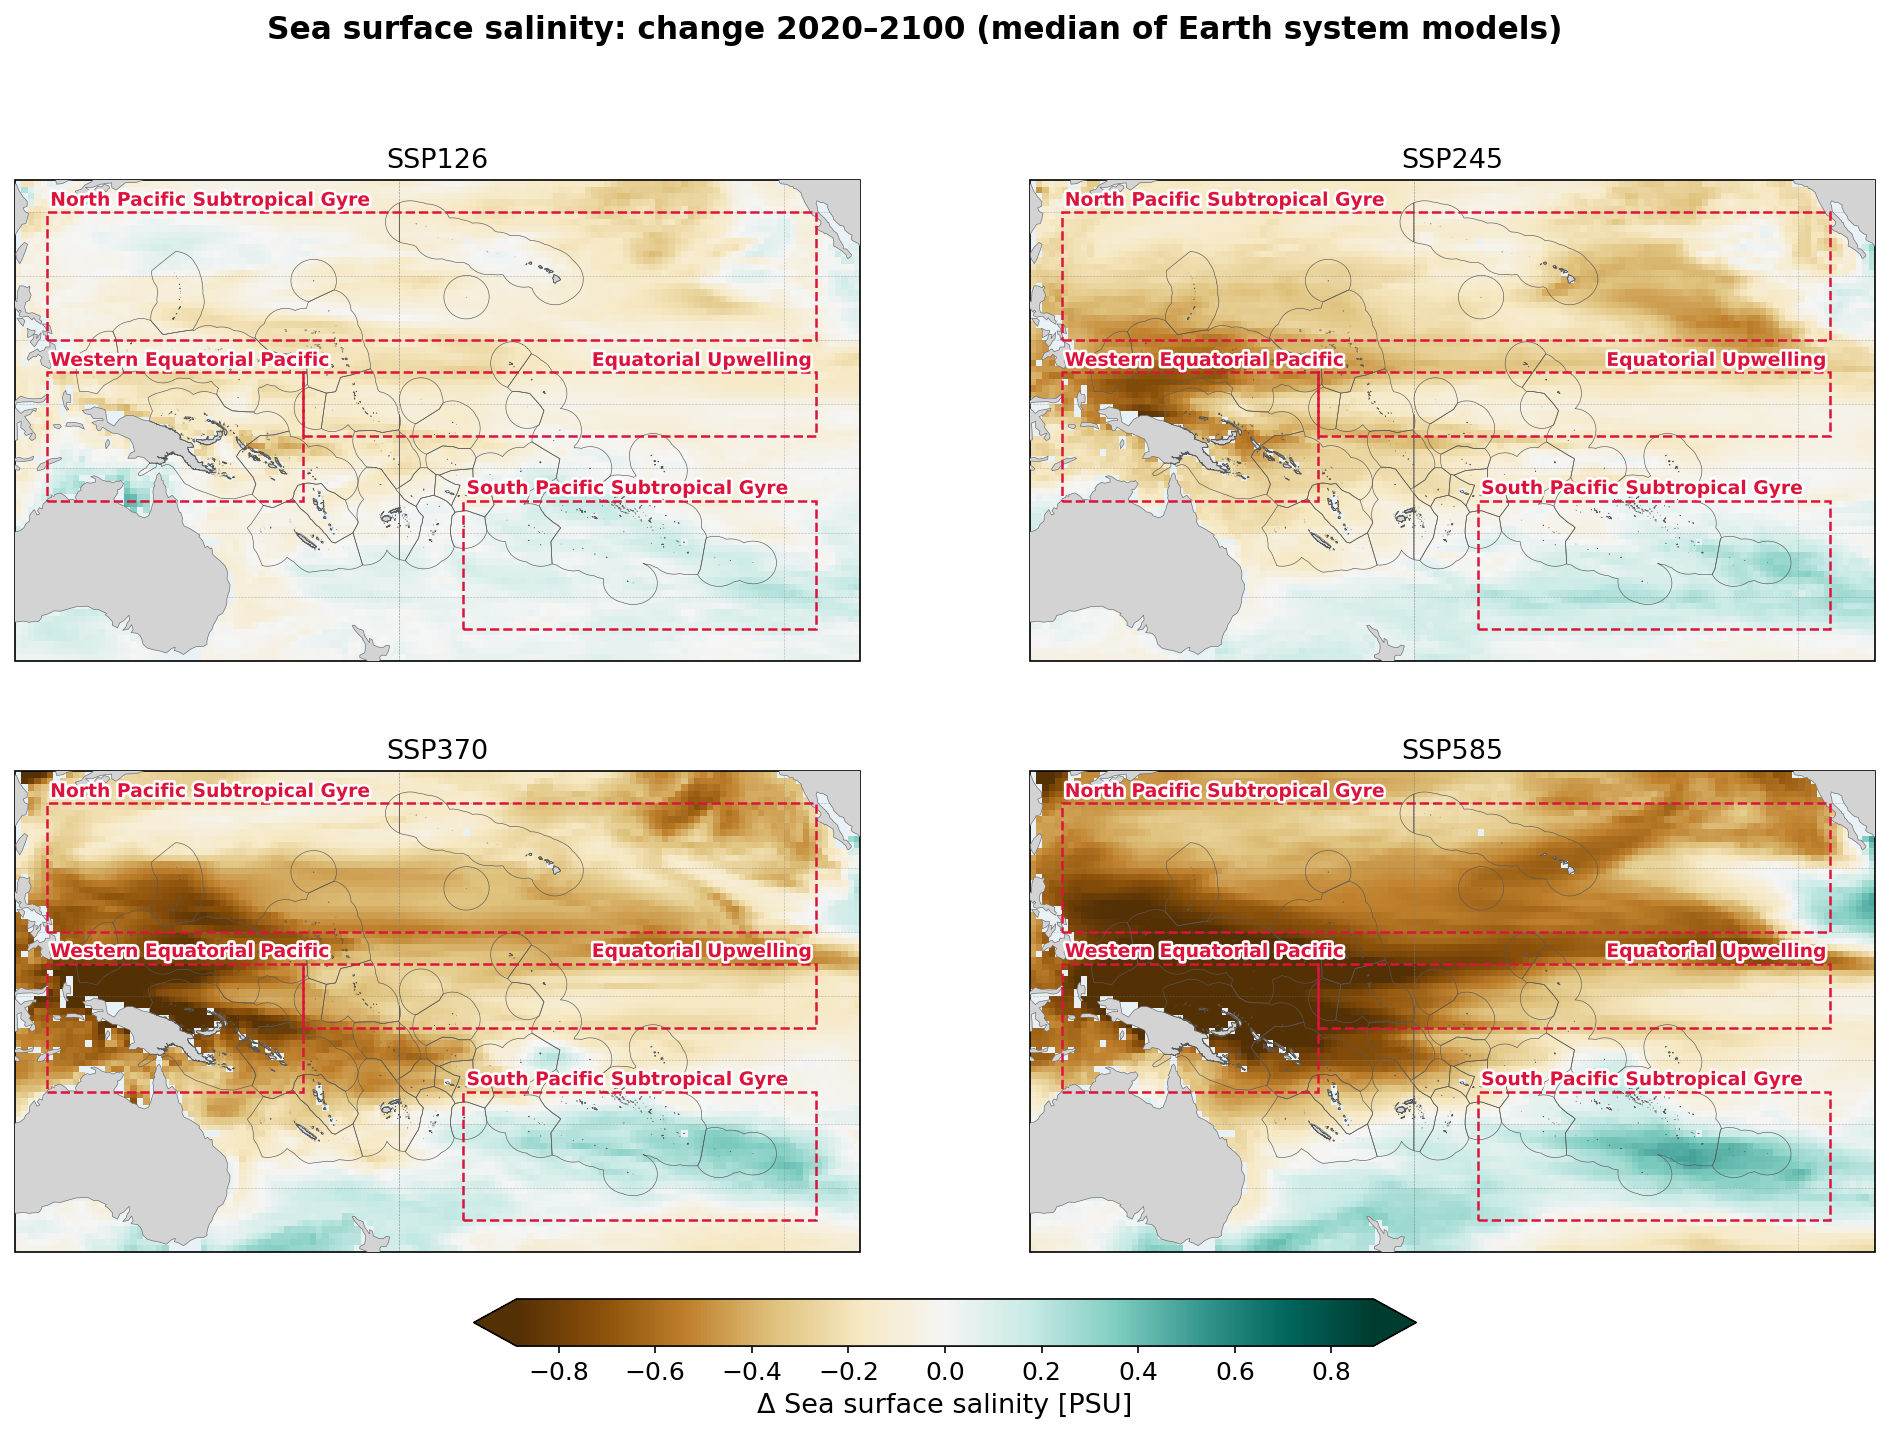 Sea surface salinity: change 2020–2100 (median of Earth system models)
SSP126
North Pacific Subtropical Gyre
Western Equatorial Pacific
Equatorial Upwelling
South Pacific Subtropical Gyre
SSP245
North Pacific Subtropical Gyre
Western Equatorial Pacific
Equatorial Upwelling
South Pacific Subtropical Gyre
SSP370
North Pacific Subtropical Gyre
Western Equatorial Pacific
Equatorial Upwelling
South Pacific Subtropical Gyre
SSP585
North Pacific Subtropical Gyre
Western Equatorial Pacific
Equatorial Upwelling
South Pacific Subtropical Gyre
−0.8 −0.6 −0.4 −0.2 0.0 0.2 0.4 0.6 0.8
Δ Sea surface salinity [PSU]